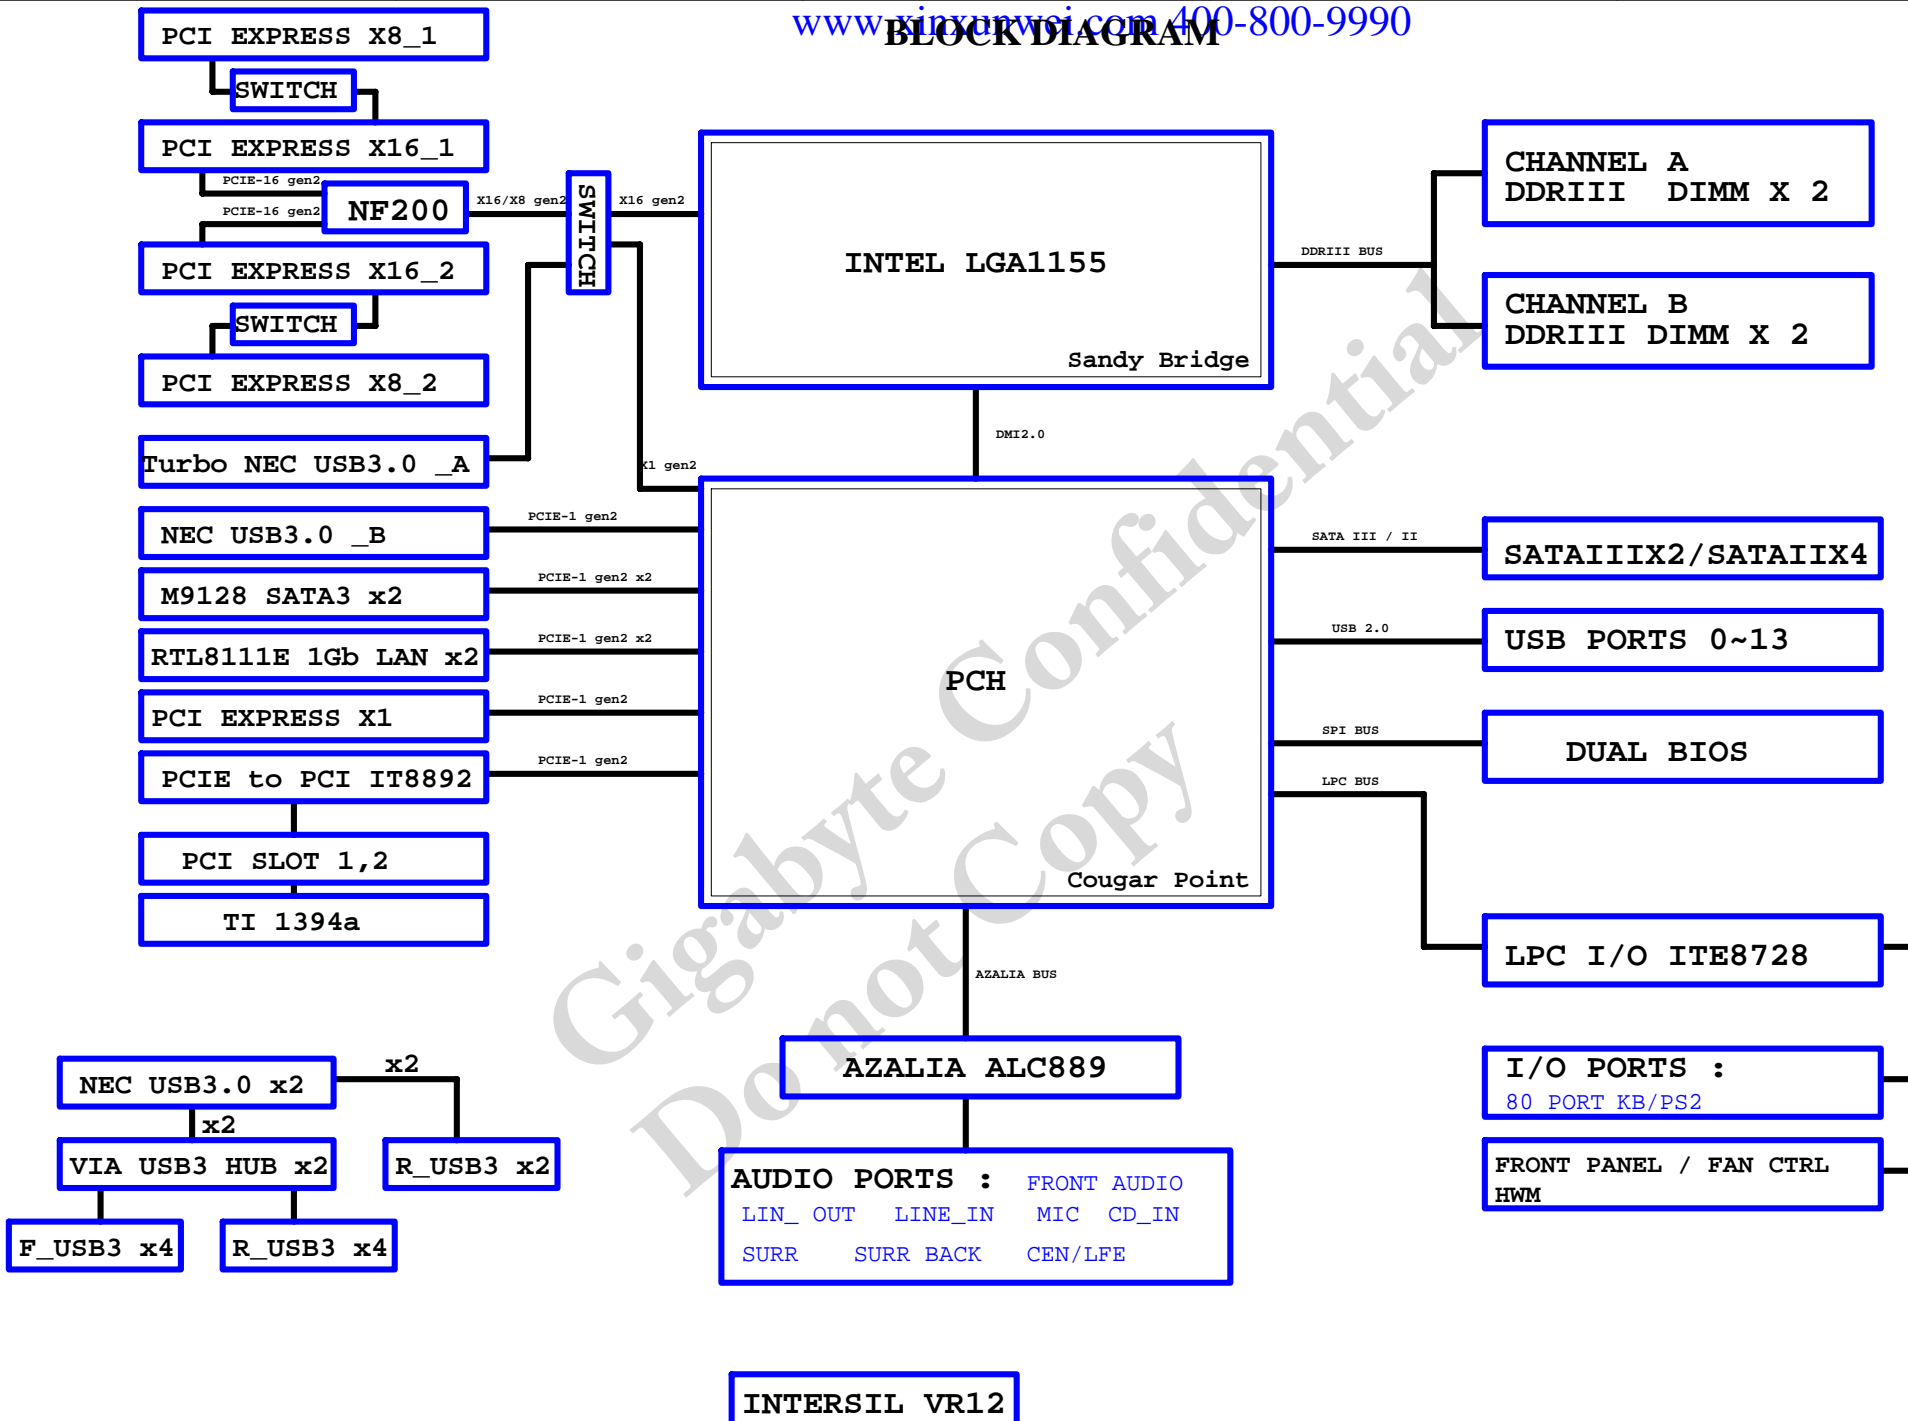 www.xinxunwei.com 400-800-9990
BLOCK DIAGRAM
PCI EXPRESS X8_1
SWITCH
PCI EXPRESS X16_1
PCIE-16 gen2
NF200
PCIE-16 gen2
PCI EXPRESS X16_2
SWITCH
PCI EXPRESS X8_2
X16/X8 gen2
SWITCH
X16 gen2
INTEL LGA1155
Sandy Bridge
DDRIII BUS
CHANNEL A
DDRIII DIMM X 2
CHANNEL B
DDRIII DIMM X 2
DMI2.0
Turbo NEC USB3.0 _A
X1 gen2
NEC USB3.0 _B
PCIE-1 gen2
M9128 SATA3 x2
PCIE-1 gen2 x2
RTL8111E 1Gb LAN x2
PCIE-1 gen2 x2
PCI EXPRESS X1
PCIE-1 gen2
PCIE to PCI IT8892
PCIE-1 gen2
PCI SLOT 1,2
TI 1394a
PCH
Cougar Point
SATA III / II
SATAIIIX2/SATAIIX4
USB 2.0
USB PORTS 0~13
SPI BUS
DUAL BIOS
LPC BUS
LPC I/O ITE8728
I/O PORTS :
80 PORT KB/PS2
FRONT PANEL / FAN CTRL
HWM
AZALIA BUS
AZALIA ALC889
AUDIO PORTS : FRONT AUDIO
LIN_ OUT LINE_IN MIC CD_IN
SURR SURR BACK CEN/LFE
NEC USB3.0 x2
x2
x2
VIA USB3 HUB x2
R_USB3 x2
F_USB3 x4
R_USB3 x4
INTERSIL VR12
Gigabyte Confidential
Do not Copy